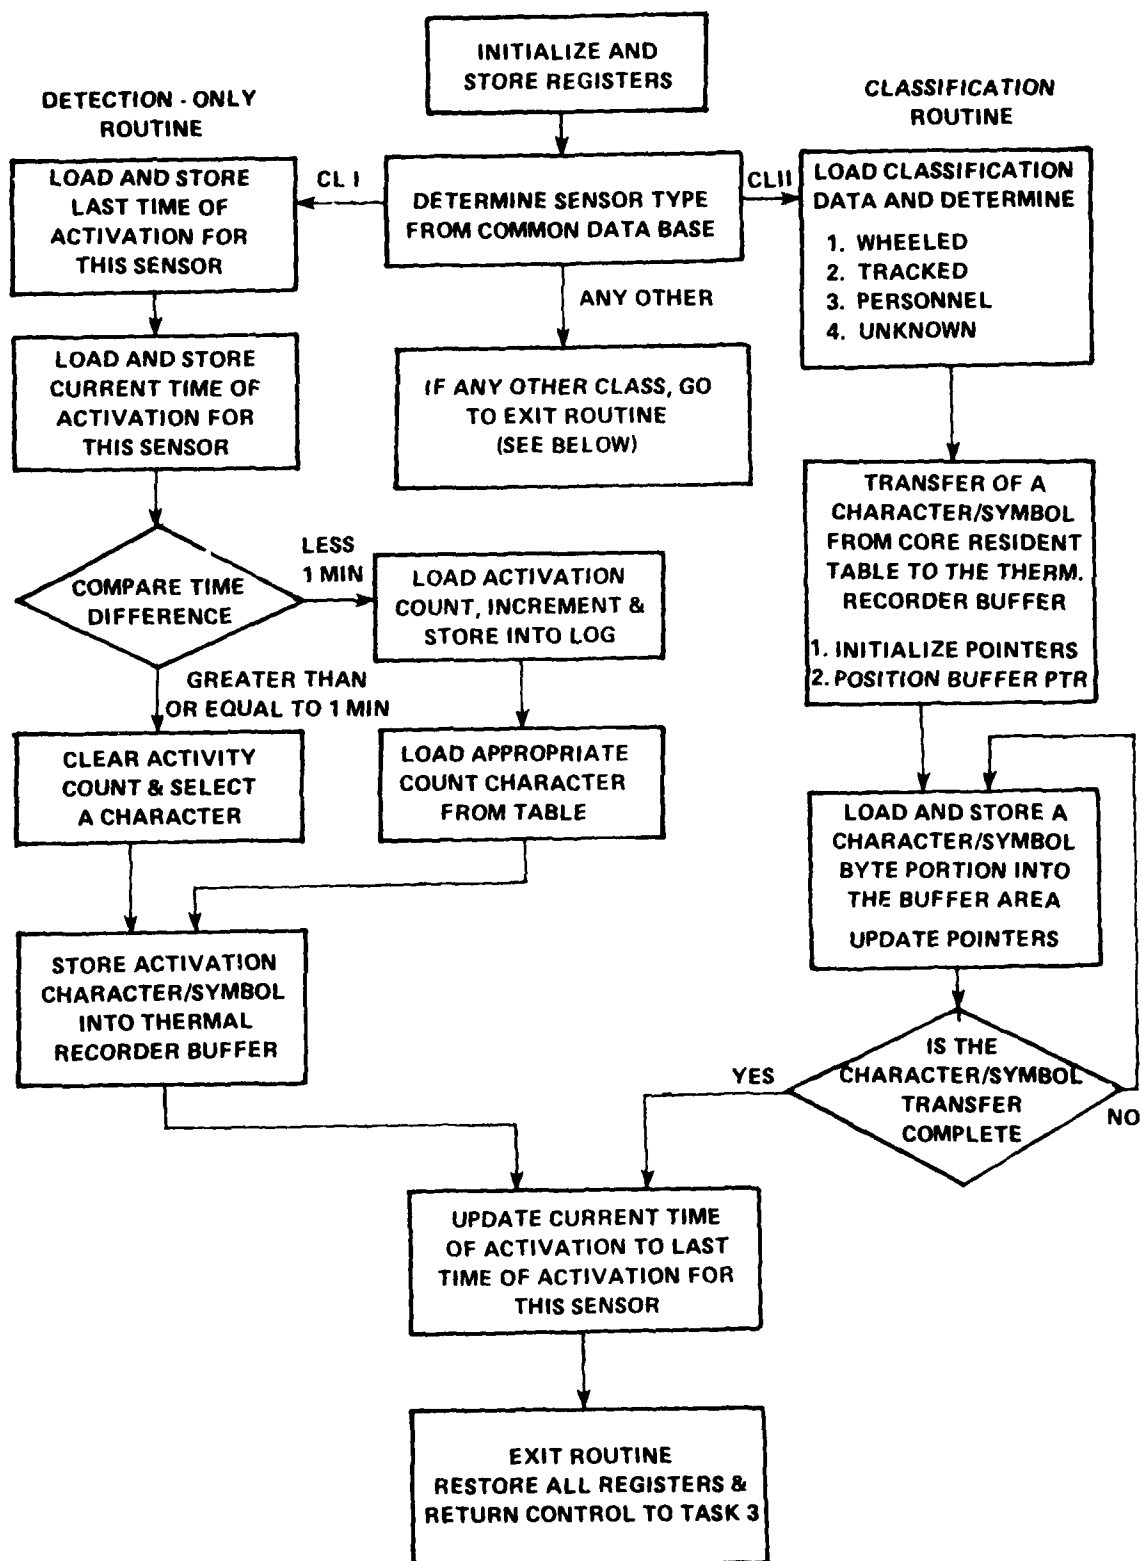 INITIALIZE AND
STORE REGISTERS
DETECTION - ONLY
ROUTINE
CLASSIFICATION
ROUTINE
LOAD AND STORE
LAST TIME OF
ACTIVATION FOR
THIS SENSOR
CL I
DETERMINE SENSOR TYPE
FROM COMMON DATA BASE
CLII
LOAD CLASSIFICATION
DATA AND DETERMINE
1. WHEELED
2. TRACKED
3. PERSONNEL
4. UNKNOWN
ANY OTHER
LOAD AND STORE
CURRENT TIME OF
ACTIVATION FOR
THIS SENSOR
IF ANY OTHER CLASS, GO
TO EXIT ROUTINE
(SEE BELOW)
TRANSFER OF A
CHARACTER/SYMBOL
FROM CORE RESIDENT
TABLE TO THE THERM.
RECORDER BUFFER
1. INITIALIZE POINTERS
2. POSITION BUFFER PTR
COMPARE TIME
DIFFERENCE
LESS
1 MIN
LOAD ACTIVATION
COUNT, INCREMENT &
STORE INTO LOG
GREATER THAN
OR EQUAL TO 1 MIN
CLEAR ACTIVITY
COUNT & SELECT
A CHARACTER
LOAD APPROPRIATE
COUNT CHARACTER
FROM TABLE
LOAD AND STORE A
CHARACTER/SYMBOL
BYTE PORTION INTO
THE BUFFER AREA
UPDATE POINTERS
STORE ACTIVATION
CHARACTER/SYMBOL
INTO THERMAL
RECORDER BUFFER
IS THE
CHARACTER/SYMBOL
TRANSFER
COMPLETE
YES
NO
UPDATE CURRENT TIME
OF ACTIVATION TO LAST
TIME OF ACTIVATION FOR
THIS SENSOR
EXIT ROUTINE
RESTORE ALL REGISTERS &
RETURN CONTROL TO TASK 3